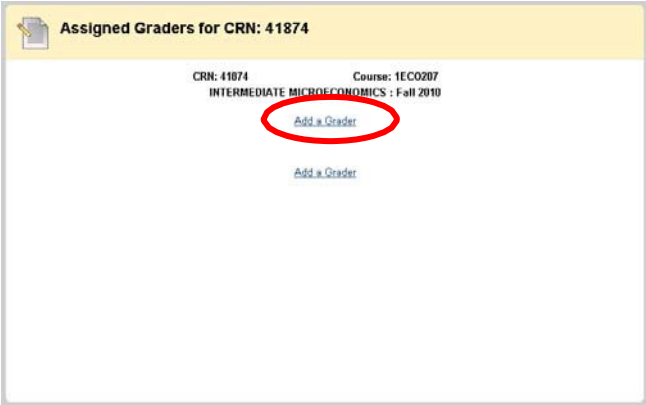 Assigned Graders for CRN: 41874
CRN: 41874 Course: 1ECO207
INTERMEDIATE MICROECONOMICS : Fall 2010
Add a Grader
Add a Grader